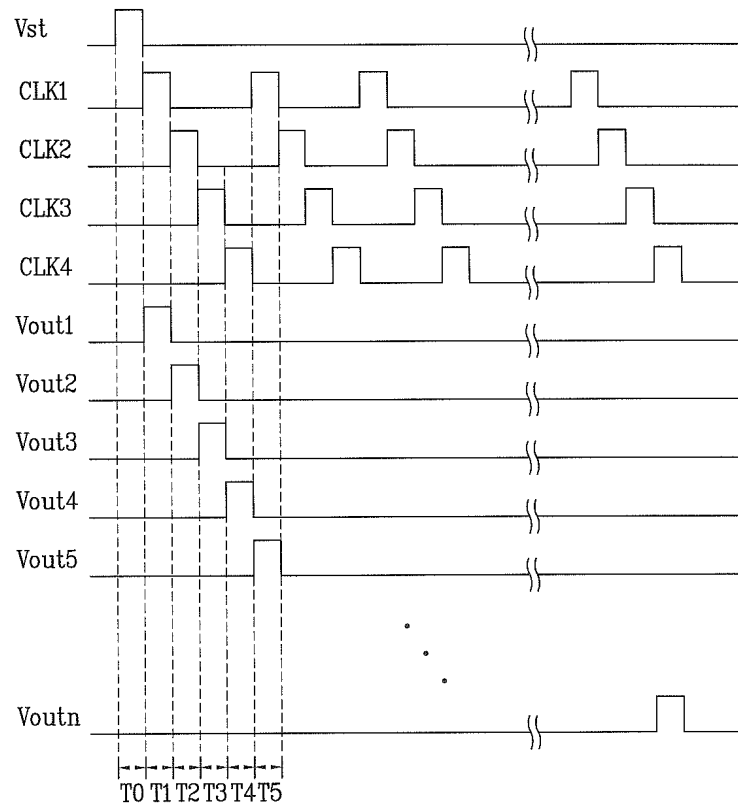 Vst
CLK1
CLK2
CLK3
CLK4
Vout1
Vout2
Vout3
Vout4
Vout5
Voutn
T0 T1 T2 T3 T4 T5